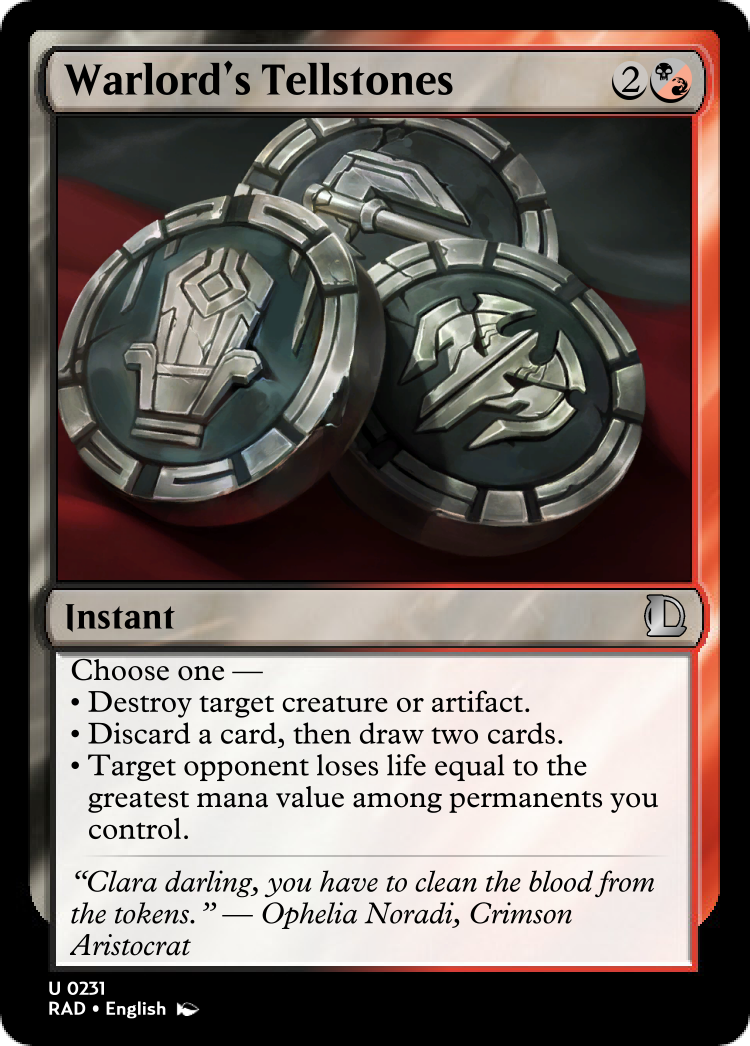 Warlord's Tellstones 2
Instant
Choose one —
• Destroy target creature or artifact.
• Discard a card, then draw two cards.
• Target opponent loses life equal to the
greatest mana value among permanents you
control.
“Clara darling, you have to clean the blood from
the tokens.” — Ophelia Noradi, Crimson
Aristocrat
U 0231
RAD • English